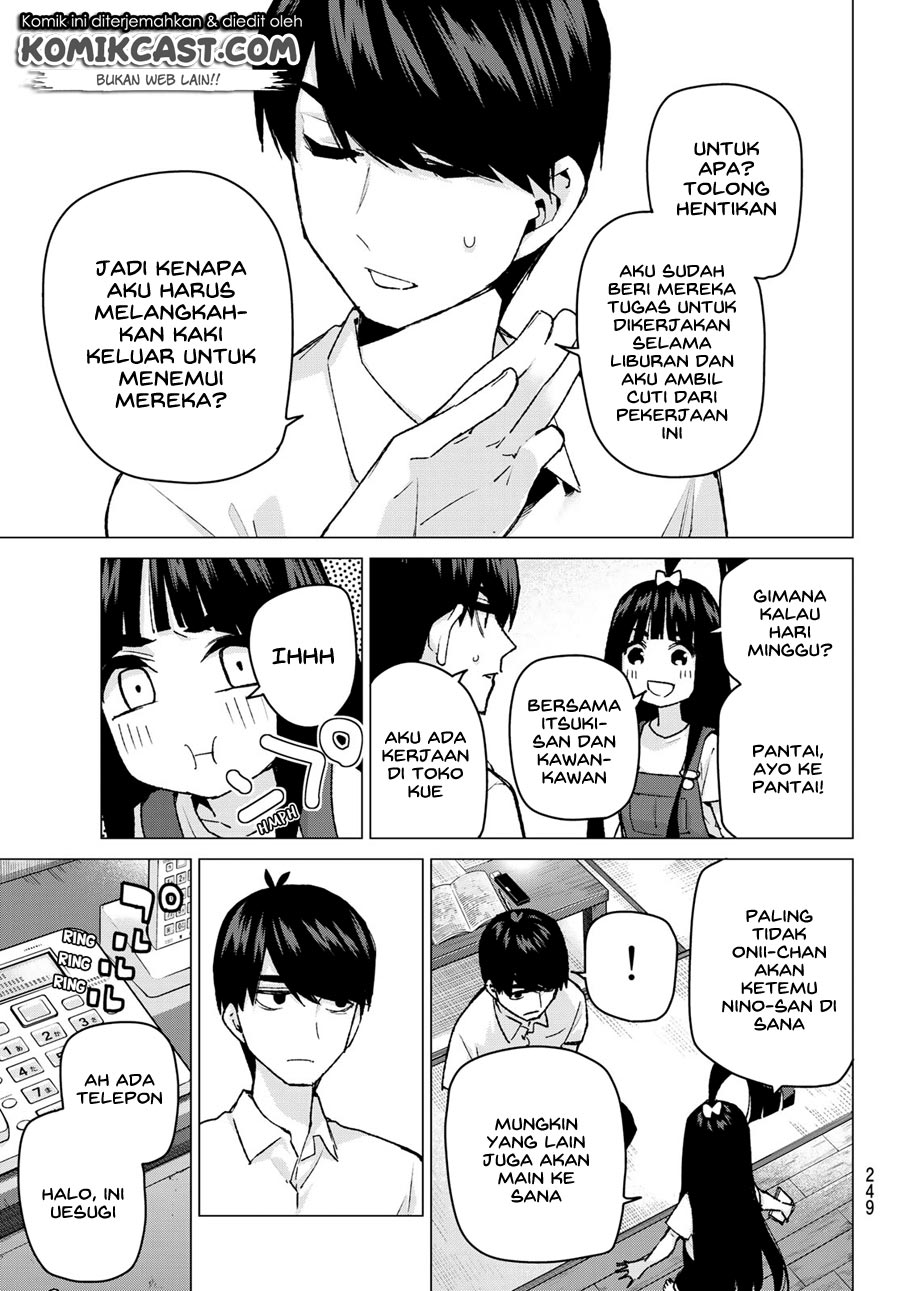 Komik ini diterjemahkan & diedit oleh
KOMIKCAST.COM
BUKAN WEB LAIN!!
UNTUK
APA?
TOLONG
HENTIKAN
AKU SUDAH
BERI MEREKA
TUGAS UNTUK
DIKERJAKAN
SELAMA
LIBURAN DAN
AKU AMBIL
CUTI DARI
PEKERJAAN
INI
JADI KENAPA
AKU HARUS
MELANGKAH-
KAN KAKI
KELUAR UNTUK
MENEMUI
MEREKA?
GIMANA
KALAU
HARI
MINGGU?
PANTAI,
AYO KE
PANTAI!
BERSAMA
ITSUKI-
SAN DAN
KAWAN-
KAWAN
AKU ADA
KERJAAN
DI TOKO
KUE
IHHH
HMPH
PALING
TIDAK
ONII-CHAN
AKAN
KETEMU
NINO-SAN DI
SANA
!
MUNGKIN
YANG LAIN
JUGA AKAN
MAIN KE
SANA
RING
RING
RING
AH ADA
TELEPON
HALO, INI
UESUGI
249